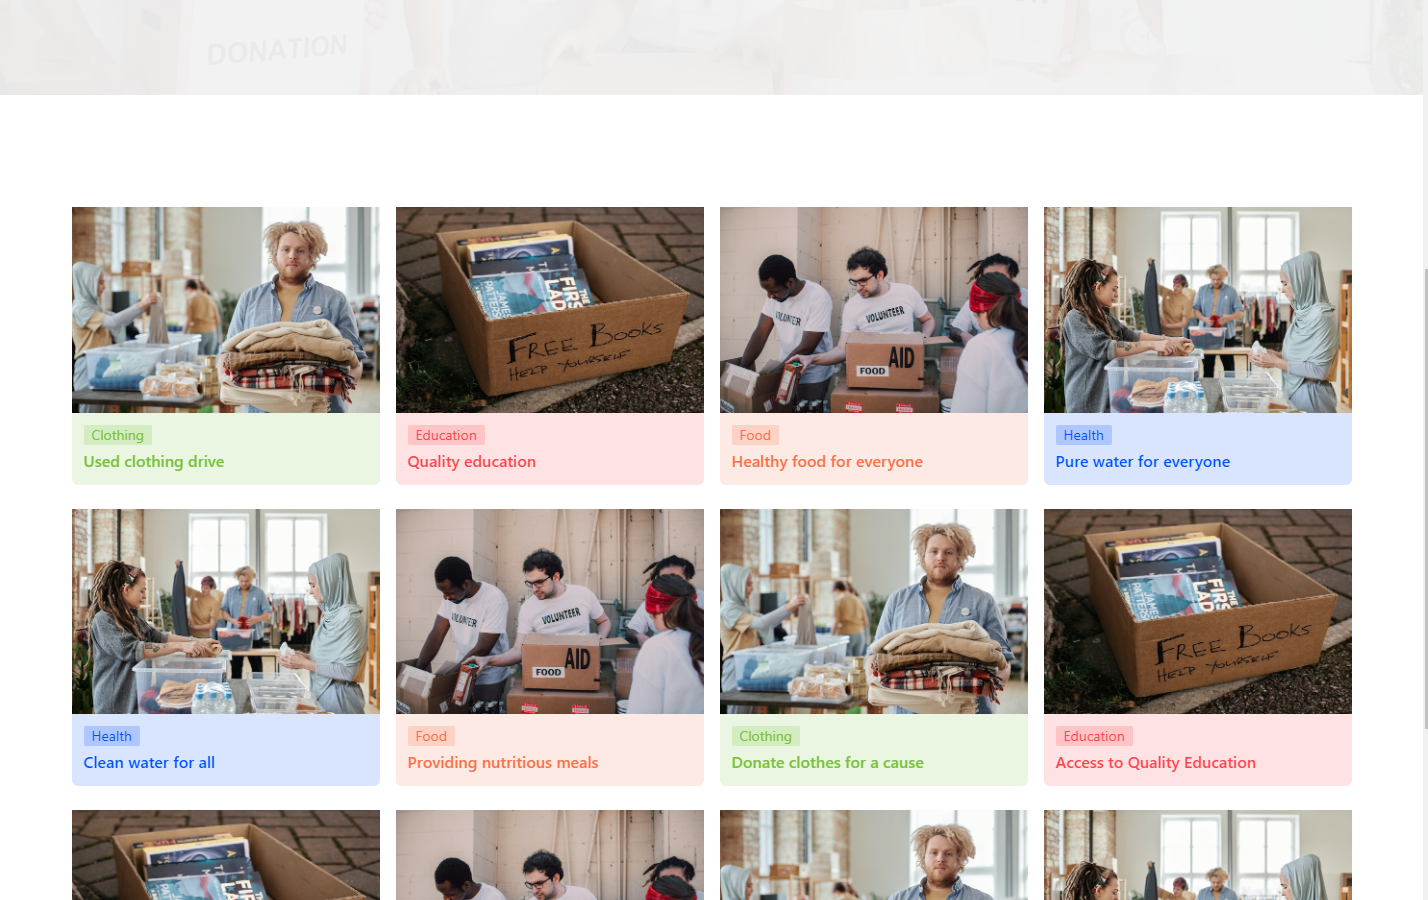 DONATION
VOLUNTEER
VOLUNTEER
FREE BOOKS
HELP YOURSELF
AID
FOOD
Clothing
Education
Food
Health
Used clothing drive
Quality education
Healthy food for everyone
Pure water for everyone
VOLUNTEER
VOLUNTEER
AID
FOOD
FREE BOOKS
HELP YOURSELF
Health
Food
Clothing
Education
Clean water for all
Providing nutritious meals
Donate clothes for a cause
Access to Quality Education